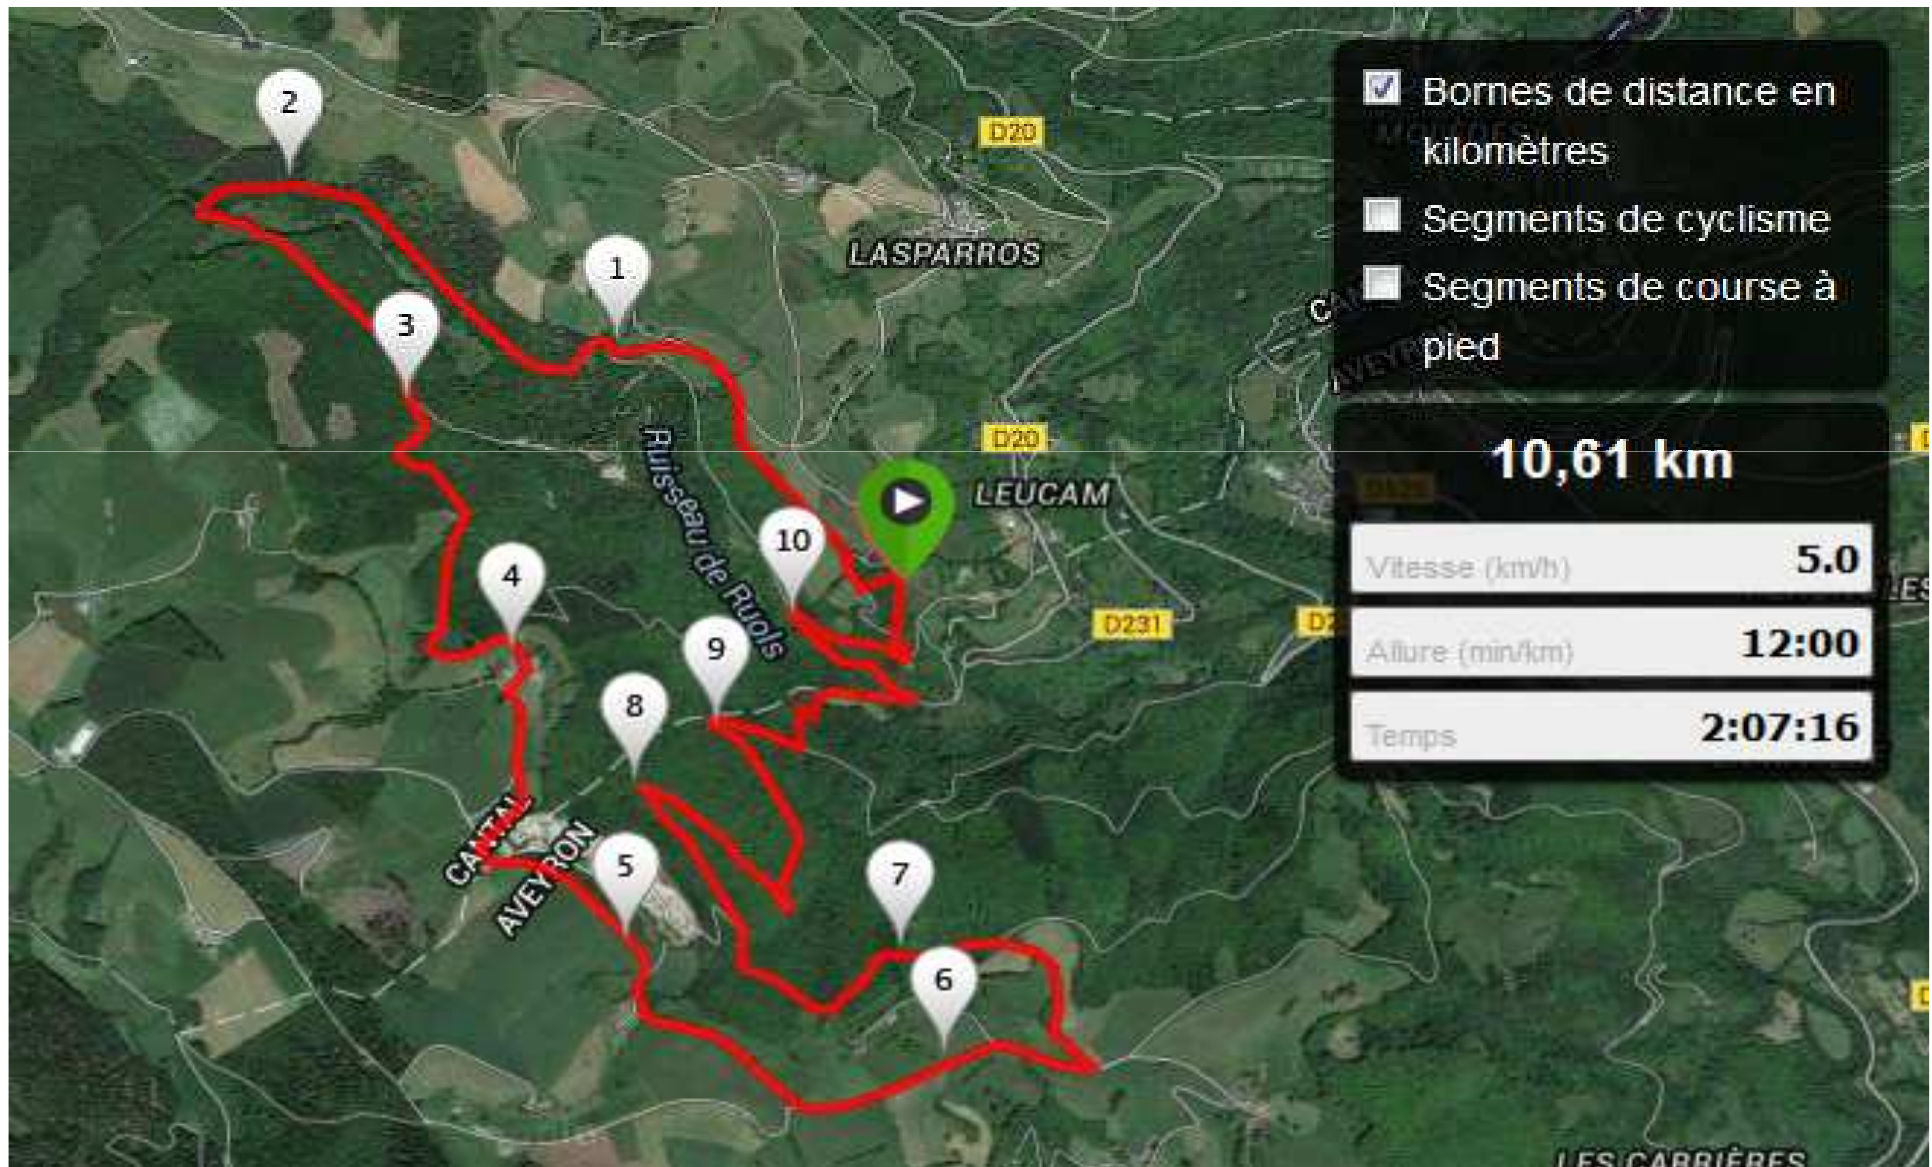 2
D20
Bornes de distance en
kilomètres
1
LASPARROS
Segments de cyclisme
3
Segments de course à
pied
AVEYRON
D20
10,61 km
LEUCAM
Ruisseau de Ruols
10
4
Vitesse (km/h) 5.0
D231
9
Allure (min/km) 12:00
8
Temps 2:07:16
CANTAL
AVEYRON
5
7
6
LES CARRIÈRES